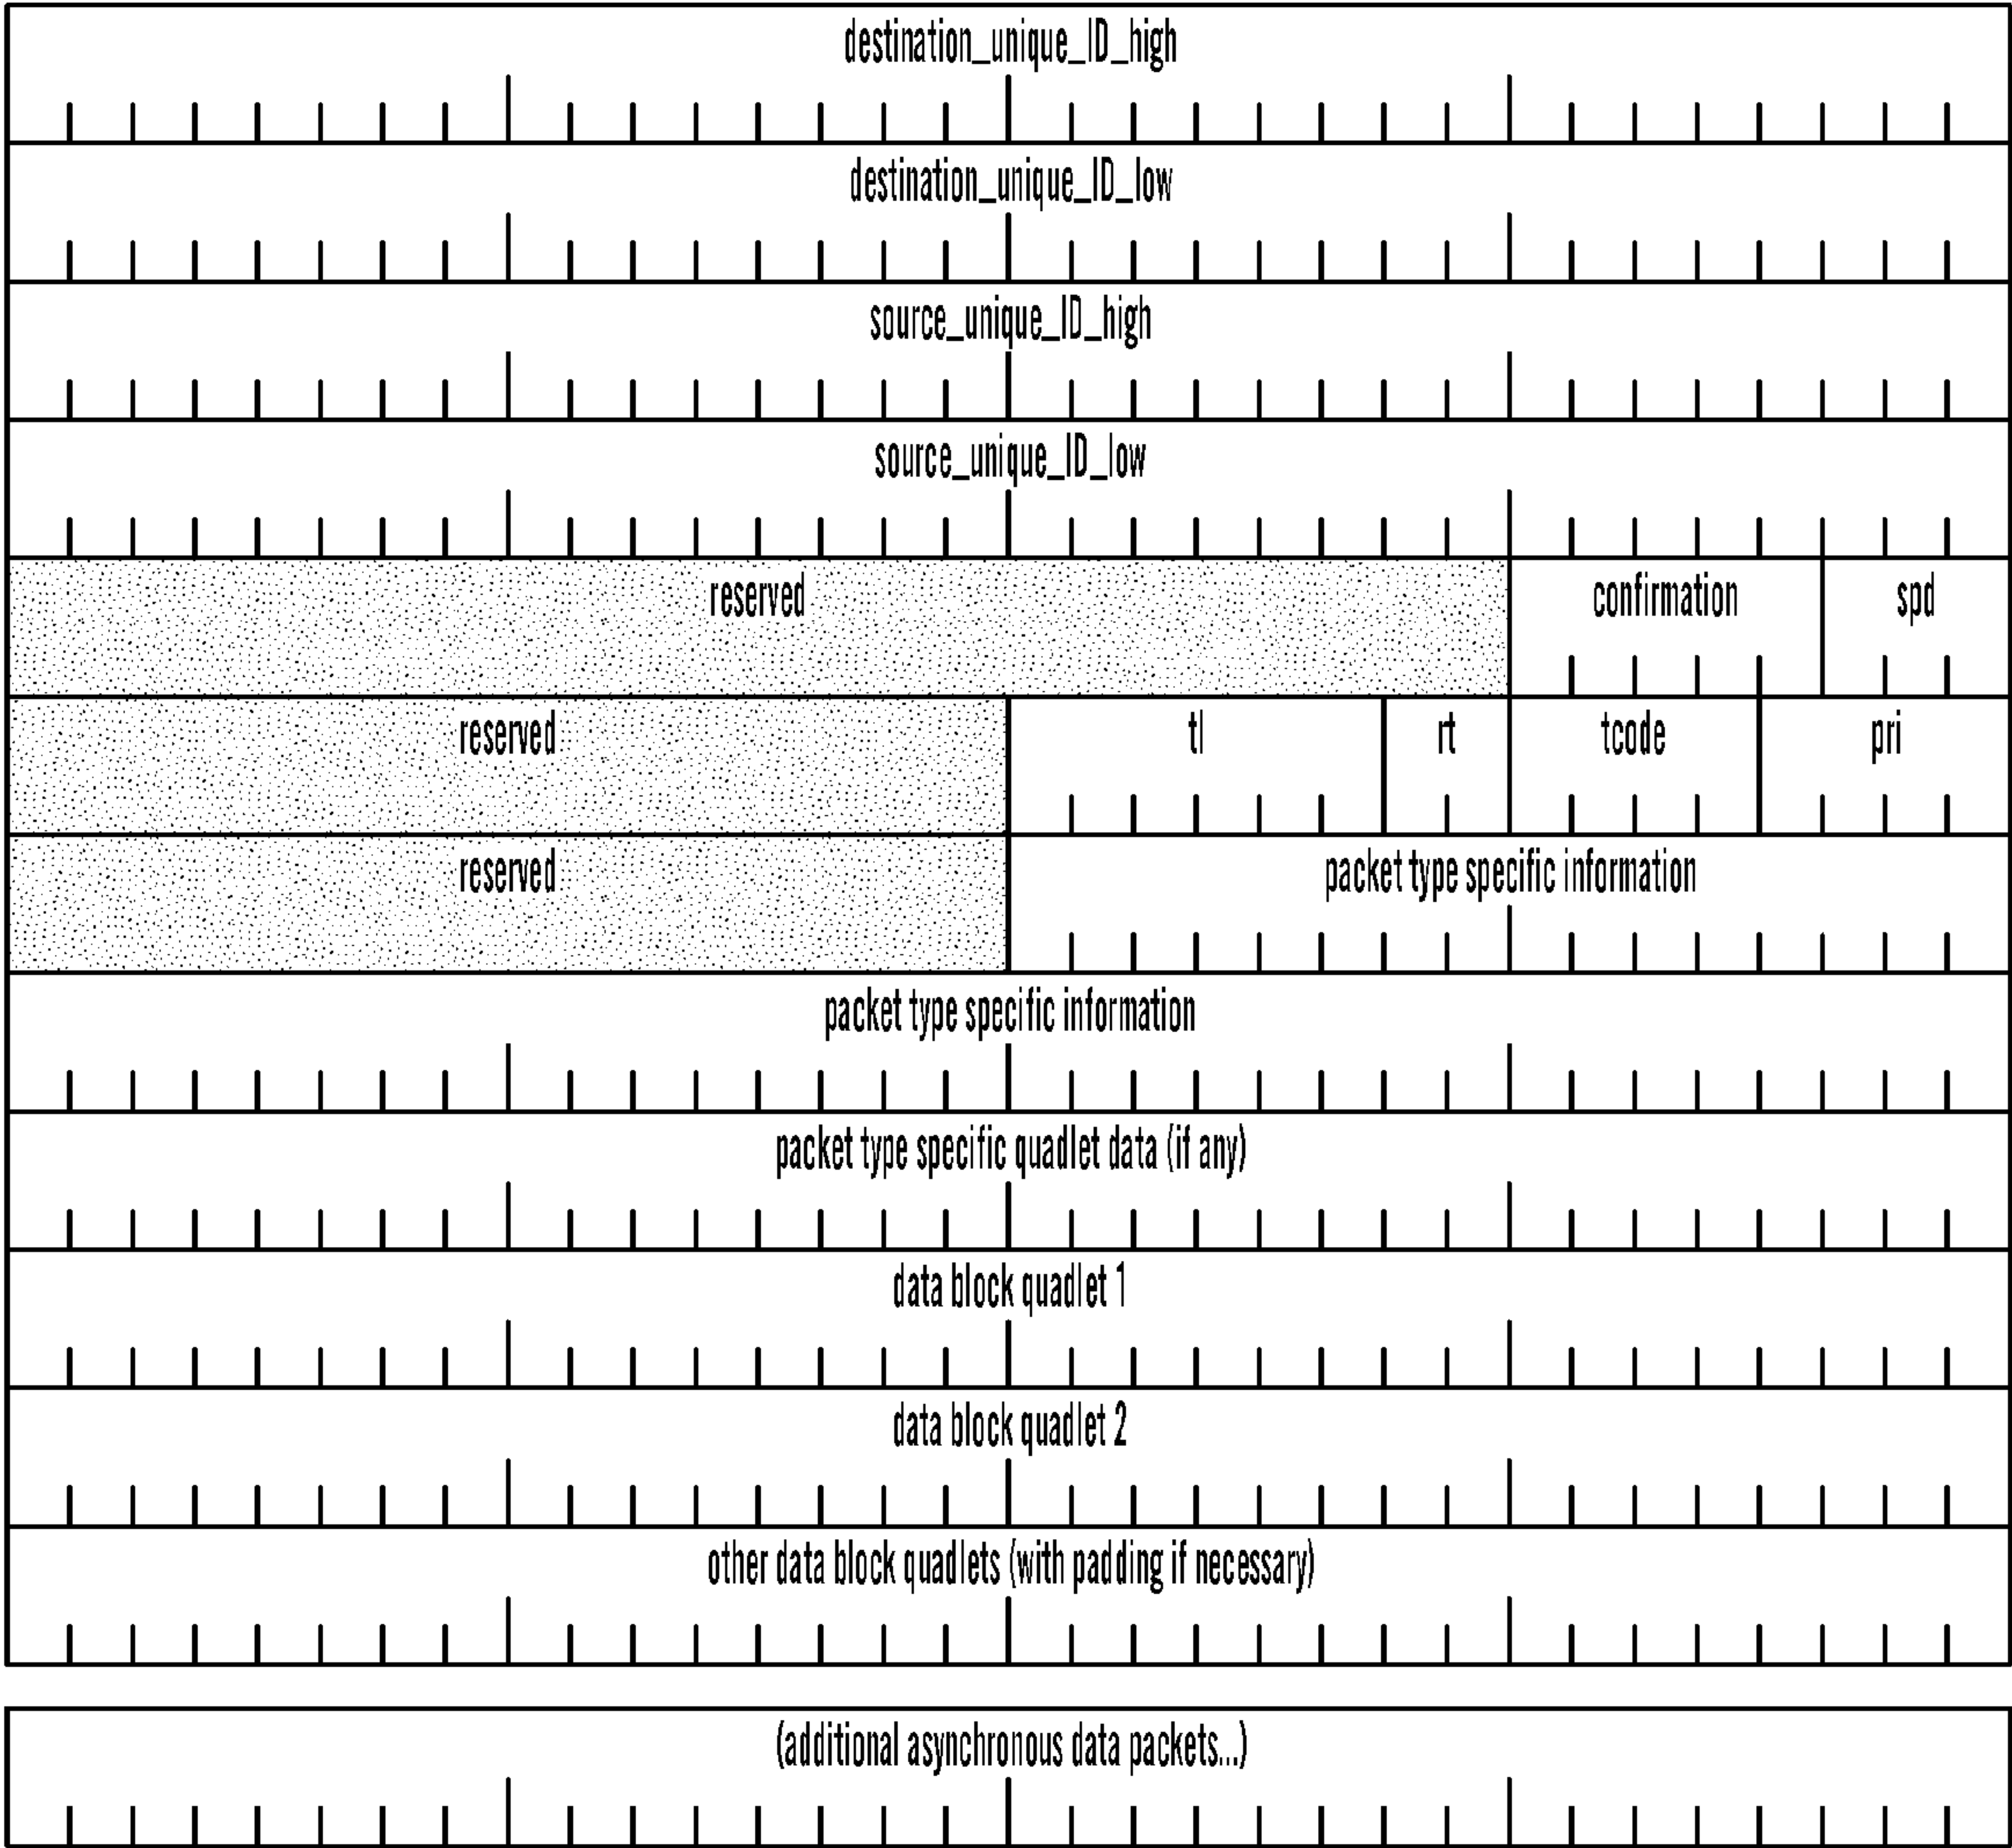 destination_unique_ID_high
destination_unique_ID_low
source_unique_ID_high
source_unique_ID_low
reserved confirmation spd
reserved tl rt tcode pri
reserved packet type specific information
packet type specific information
packet type specific quadlet data (if any)
data block quadlet 1
data block quadlet 2
other data block quadlets (with padding if necessary)
(additional asynchronous data packets...)